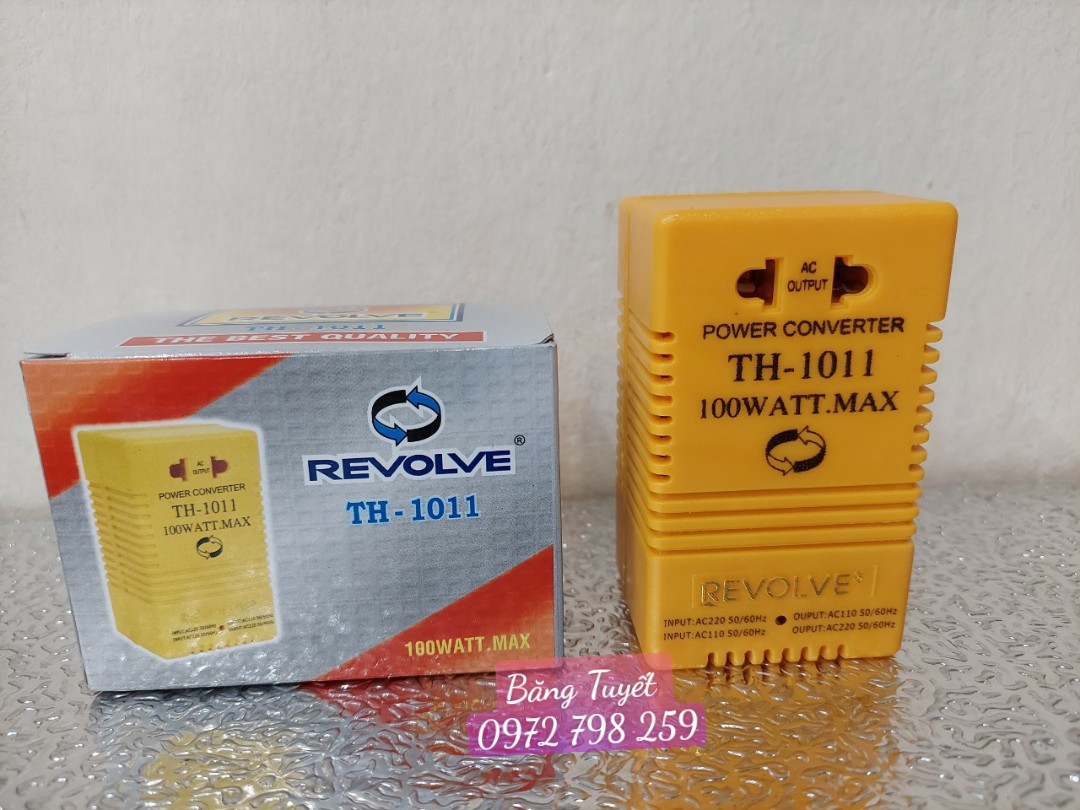 REVOLVE
TH-1011
THE BEST QUALITY
REVOLVE®
TH-1011
AC
OUTPUT
POWER CONVERTER
TH-1011
100WATT.MAX
100WATT.MAX
AC
OUTPUT
POWER CONVERTER
TH-1011
100WATT.MAX
REVOLVE
INPUT:AC220 50/60Hz OUPUT:AC110 50/60Hz
INPUT:AC110 50/60Hz OUPUT:AC220 50/60Hz
Băng Tuyết
0972 798 259